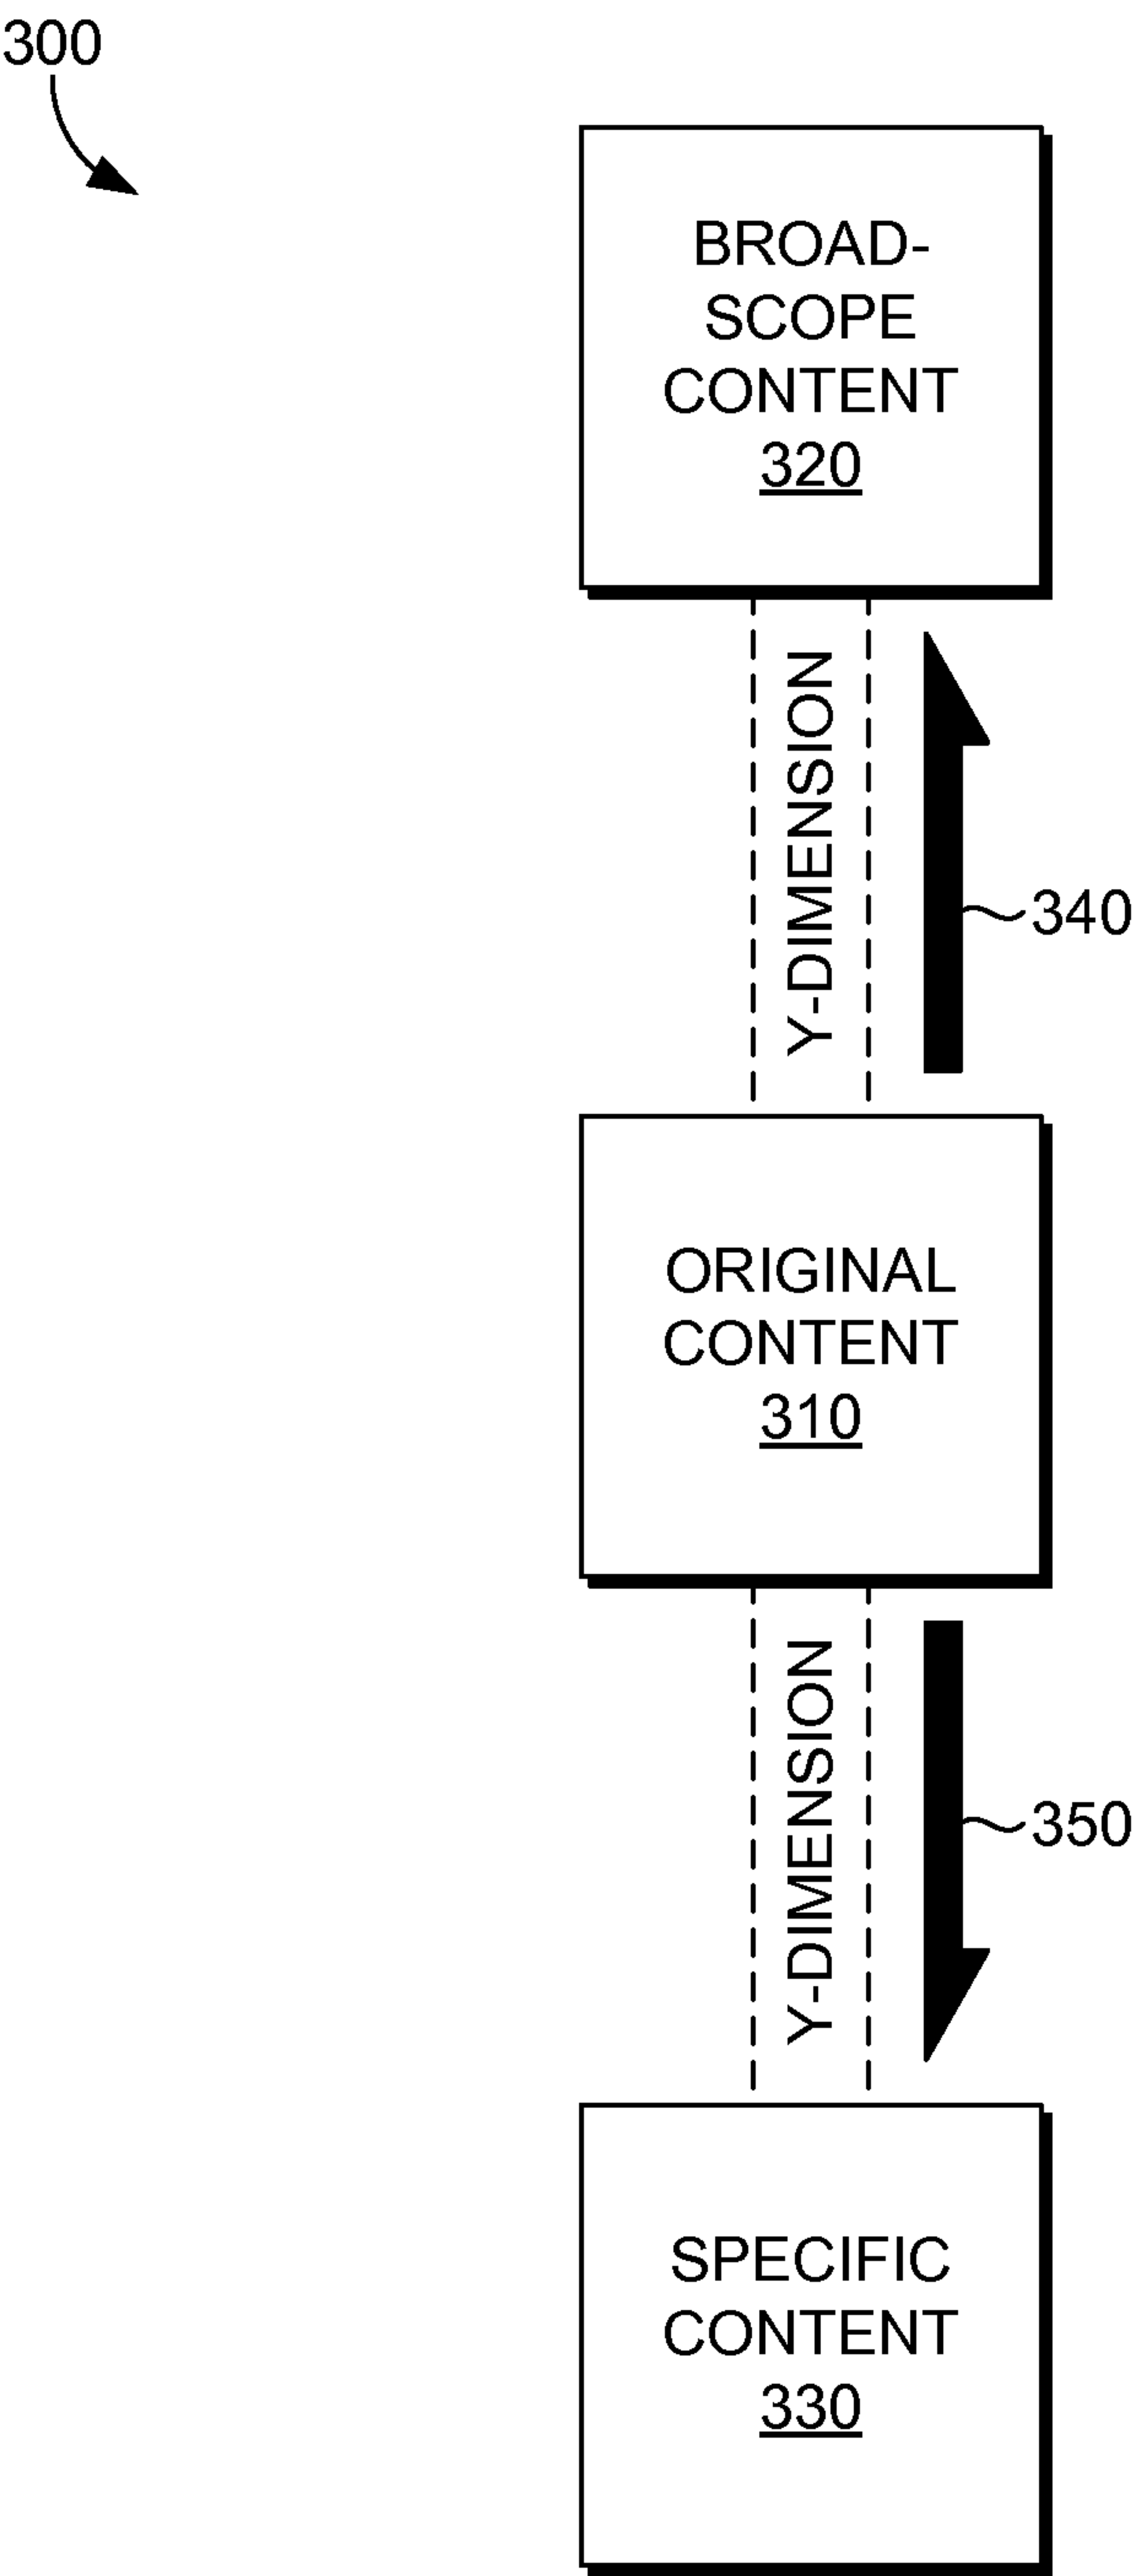 300
BROAD-
SCOPE
CONTENT
320
Y-DIMENSION
340
ORIGINAL
CONTENT
310
Y-DIMENSION
350
SPECIFIC
CONTENT
330